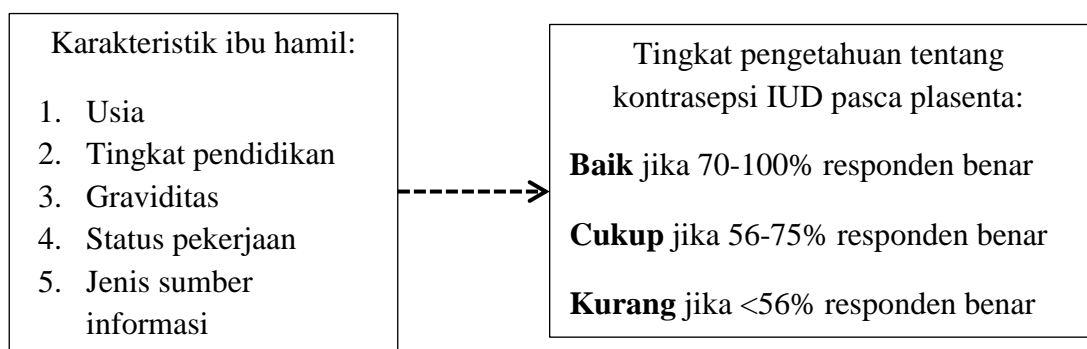 Karakteristik ibu hamil:
1. Usia
2. Tingkat pendidikan
3. Graviditas
4. Status pekerjaan
5. Jenis sumber
informasi
Tingkat pengetahuan tentang
kontrasepsi IUD pasca plasenta:
Baik jika 70-100% responden benar
Cukup jika 56-75% responden benar
Kurang jika <56% responden benar